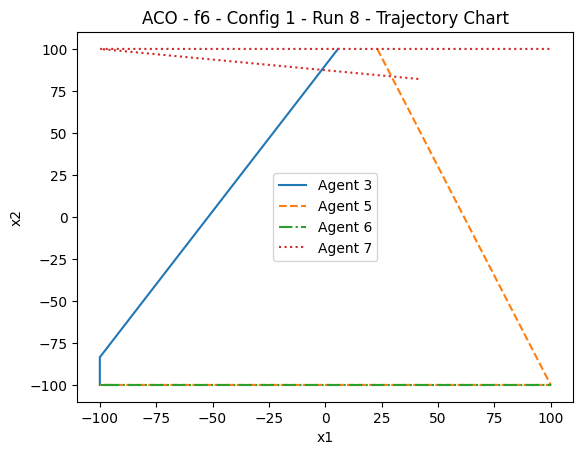 ACO - f6 - Config 1 - Run 8 - Trajectory Chart
100
75
50
25
0
−25
−50
−75
−100
x2
Agent 3
Agent 5
Agent 6
Agent 7
−100 −75 −50 −25 0 25 50 75 100
x1